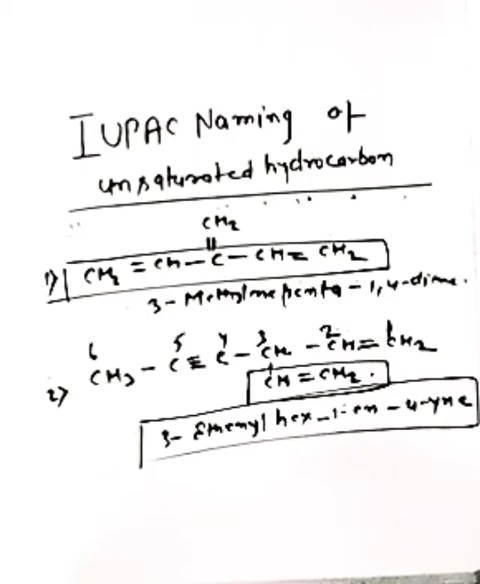 IUPAC Naming of
unsaturated hydrocarbon
CH2
||
1) CH2 = CH - C - CH = CH2
3-Methylene penta-1,4-diene.
6 5 4 3 2 1
2) CH3 - C ≡ C - CH - CH = CH2
CH = CH2.
3-Ethenyl hex-1-en-4-yne